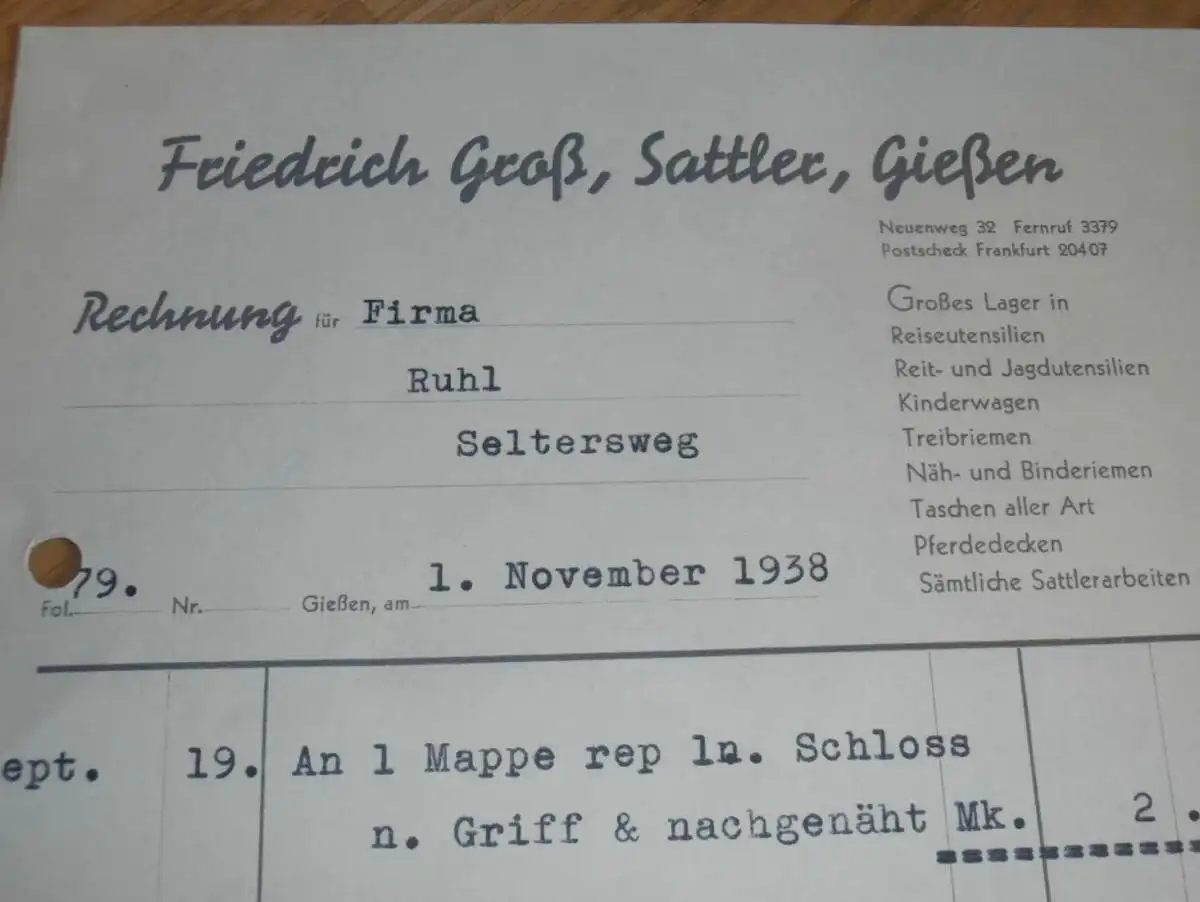 Friedrich Groß, Sattler, Gießen
Neuenweg 32 Fernruf 3379
Postscheck Frankfurt 20407
Rechnung für Firma
Ruhl
Seltersweg
Großes Lager in
Reiseutensilien
Reit- und Jagdutensilien
Kinderwagen
Treibriemen
Näh- und Binderiemen
Taschen aller Art
Pferdedecken
Sämtliche Sattlerarbeiten
Fol. 79. Nr. Gießen, am 1. November 1938
ept. 19. An 1 Mappe rep 1n. Schloss
n. Griff & nachgenäht Mk. 2.